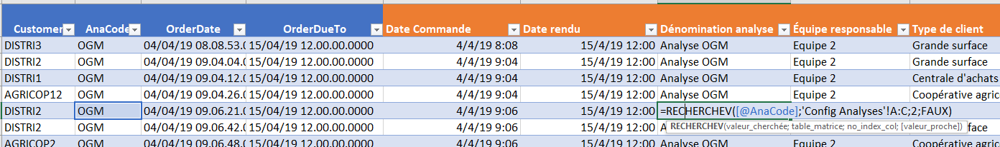 Customer AnaCode OrderDate OrderDueTo Date Commande Date rendu Dénomination analyse Équipe responsable Type de client
DISTRI3 OGM 04/04/19 08.08.53.0 15/04/19 12.00.00.0000 4/4/19 8:08 15/4/19 12:00 Analyse OGM Equipe 2 Grande surface
DISTRI2 OGM 04/04/19 09.04.04.0 15/04/19 12.00.00.0000 4/4/19 9:04 15/4/19 12:00 Analyse OGM Equipe 2 Grande surface
DISTRI1 OGM 04/04/19 09.04.12.0 15/04/19 12.00.00.0000 4/4/19 9:04 15/4/19 12:00 Analyse OGM Equipe 2 Centrale d'achats
AGRICOP12 OGM 04/04/19 09.04.26.0 15/04/19 12.00.00.0000 4/4/19 9:04 15/4/19 12:00 Analyse OGM Equipe 2 Coopérative agric
DISTRI2 OGM 04/04/19 09.06.21.0 15/04/19 12.00.00.0000 4/4/19 9:06 15/4/19 12:00 =RECHERCHEV([@AnaCode];'Config Analyses'!A:C;2;FAUX)
DISTRI2 OGM 04/04/19 09.06.42.0 15/04/19 12.00.00.0000 4/4/19 9:06 15/4/19 12:00 RECHERCHEV(valeur_cherchée; table_matrice; no_index_col; [valeur_proche]) face
AGRICOP2 OGM 04/04/19 09.06.48.0 15/04/19 12.00.00.0000 4/4/19 9:06 15/4/19 12:00 Analyse OGM Equipe 2 Coopérative agric